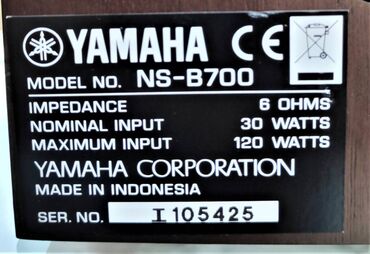 YAMAHA CE
MODEL NO. NS-B700
IMPEDANCE 6 OHMS
NOMINAL INPUT 30 WATTS
MAXIMUM INPUT 120 WATTS
YAMAHA CORPORATION
MADE IN INDONESIA
SER. NO. I 105425